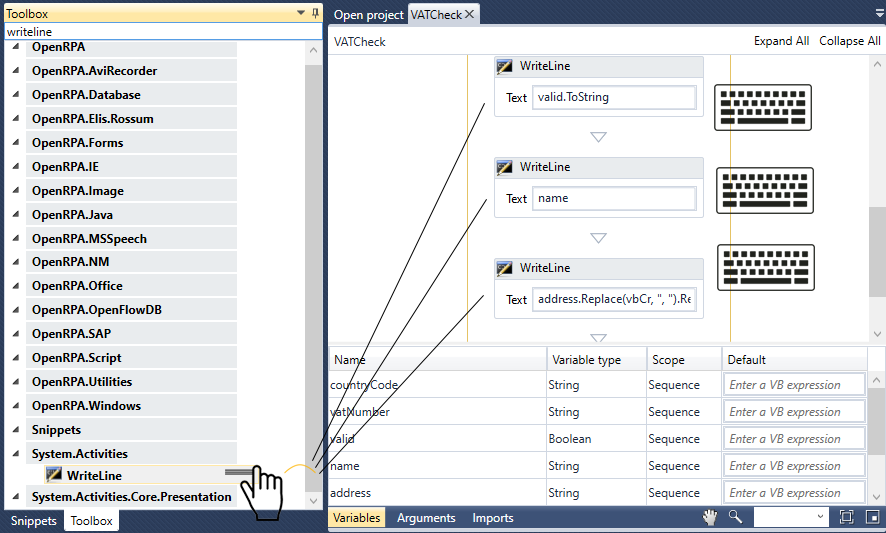 Toolbox
writeline
OpenRPA
OpenRPA.AviRecorder
OpenRPA.Database
OpenRPA.Elis.Rossum
OpenRPA.Forms
OpenRPA.IE
OpenRPA.Image
OpenRPA.Java
OpenRPA.MSSpeech
OpenRPA.NM
OpenRPA.Office
OpenRPA.OpenFlowDB
OpenRPA.SAP
OpenRPA.Script
OpenRPA.Utilities
OpenRPA.Windows
Snippets
System.Activities
WriteLine
System.Activities.Core.Presentation
Snippets Toolbox
Open project VATCheck
VATCheck Expand All Collapse All
WriteLine
Text valid.ToString
WriteLine
Text name
WriteLine
Text address.Replace(vbCr, ", ").Re
Name Variable type Scope Default
countryCode String Sequence Enter a VB expression
vatNumber String Sequence Enter a VB expression
valid Boolean Sequence Enter a VB expression
name String Sequence Enter a VB expression
address String Sequence Enter a VB expression
Variables Arguments Imports